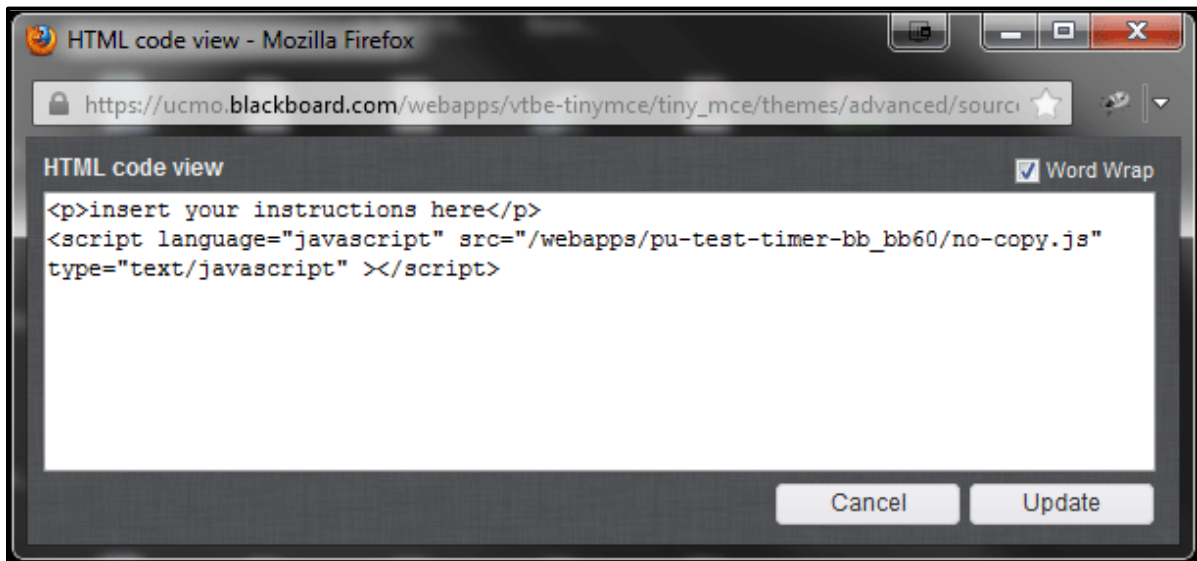 HTML code view - Mozilla Firefox
https://ucmo.blackboard.com/webapps/vtbe-tinymce/tiny_mce/themes/advanced/sourc
HTML code view
Word Wrap
<p>insert your instructions here</p>
<script language="javascript" src="/webapps/pu-test-timer-bb_bb60/no-copy.js"
type="text/javascript" ></script>
Cancel
Update